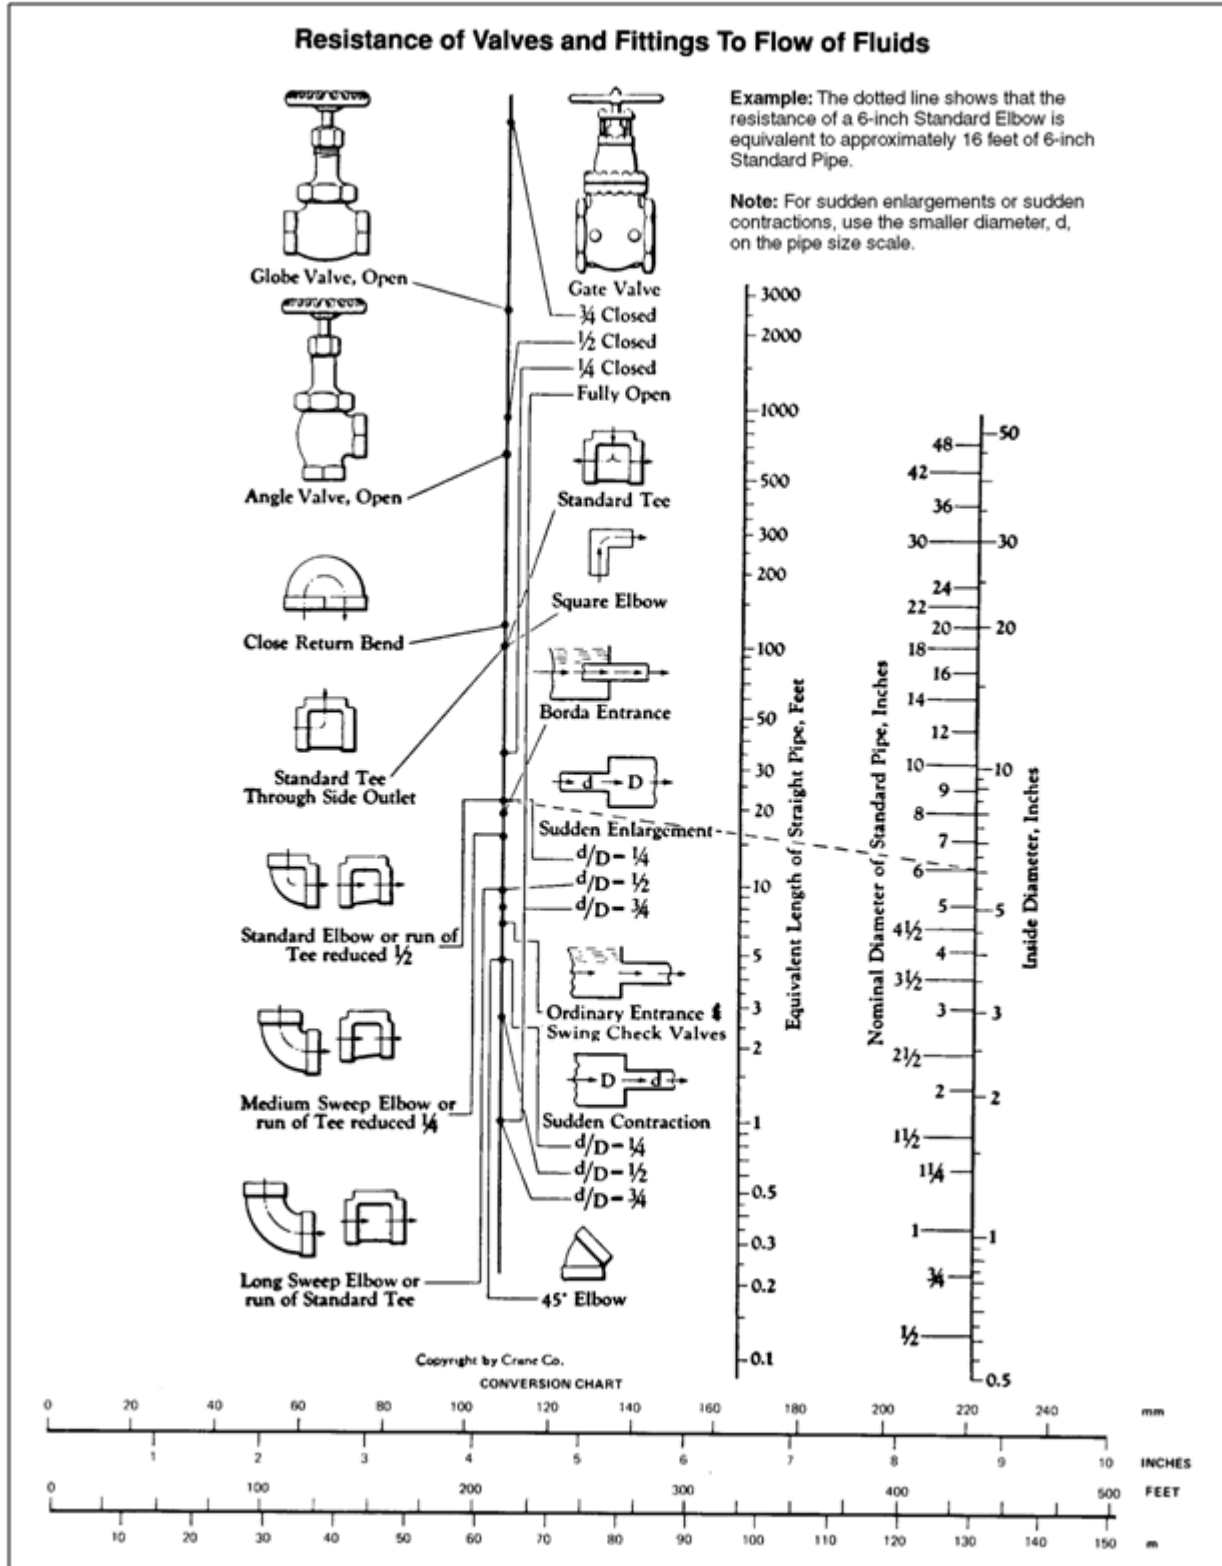 Resistance of Valves and Fittings To Flow of Fluids
Example: The dotted line shows that the
resistance of a 6-inch Standard Elbow is
equivalent to approximately 16 feet of 6-inch
Standard Pipe.
Note: For sudden enlargements or sudden
contractions, use the smaller diameter, d,
on the pipe size scale.
Globe Valve, Open
Angle Valve, Open
Close Return Bend
Standard Tee
Through Side Outlet
Standard Elbow or run of
Tee reduced ½
Medium Sweep Elbow or
run of Tee reduced ¼
Long Sweep Elbow or
run of Standard Tee
Gate Valve
¾ Closed
½ Closed
¼ Closed
Fully Open
Standard Tee
Square Elbow
Borda Entrance
d D
Sudden Enlargement
d/D=¼
d/D=½
d/D=¾
Ordinary Entrance &
Swing Check Valves
D d
Sudden Contraction
d/D=¼
d/D=½
d/D=¾
45° Elbow
3000
2000
1000
500
300
200
100
50
30
20
10
5
3
2
1
0.5
0.3
0.2
0.1
Equivalent Length of Straight Pipe, Feet
Nominal Diameter of Standard Pipe, Inches
48
42
36
30
24
22
20
18
16
14
12
10
9
8
7
6
5
4½
4
3½
3
2½
2
1½
1¼
1
¾
½
50
30
20
10
5
3
2
1
0.5
Inside Diameter, Inches
Copyright by Crane Co.
CONVERSION CHART
0 20 40 60 80 100 120 140 160 180 200 220 240 mm
1 2 3 4 5 6 7 8 9 10 INCHES
0 100 200 300 400 500 FEET
10 20 30 40 50 60 70 80 90 100 110 120 130 140 150 m